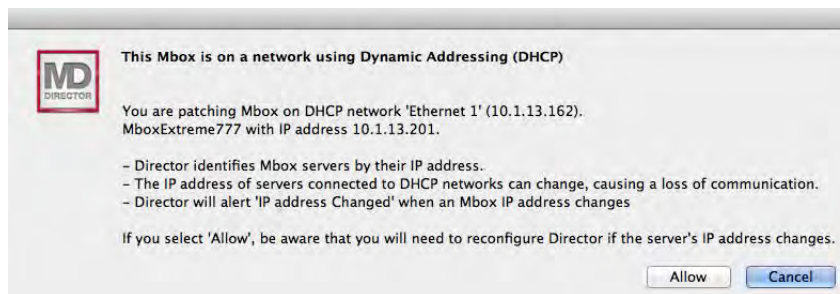 This Mbox is on a network using Dynamic Addressing (DHCP)
MD
DIRECTOR
You are patching Mbox on DHCP network 'Ethernet 1' (10.1.13.162).
MboxExtreme777 with IP address 10.1.13.201.
– Director identifies Mbox servers by their IP address.
– The IP address of servers connected to DHCP networks can change, causing a loss of communication.
– Director will alert 'IP address Changed' when an Mbox IP address changes
If you select 'Allow', be aware that you will need to reconfigure Director if the server's IP address changes.
Allow
Cancel